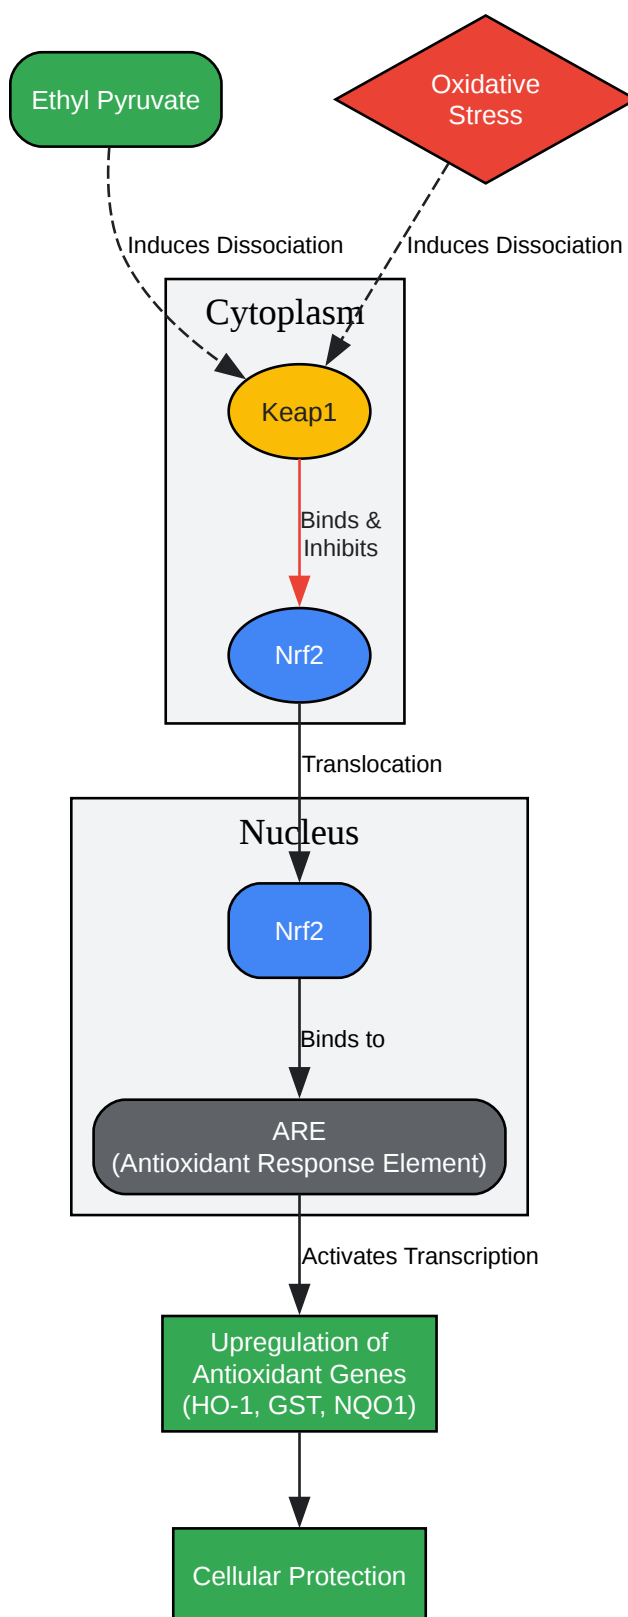 Ethyl Pyruvate
Oxidative
Stress
Induces Dissociation
Induces Dissociation
Cytoplasm
Keap1
Binds &
Inhibits
Nrf2
Translocation
Nucleus
Nrf2
Binds to
ARE
(Antioxidant Response Element)
Activates Transcription
Upregulation of
Antioxidant Genes
(HO-1, GST, NQO1)
Cellular Protection